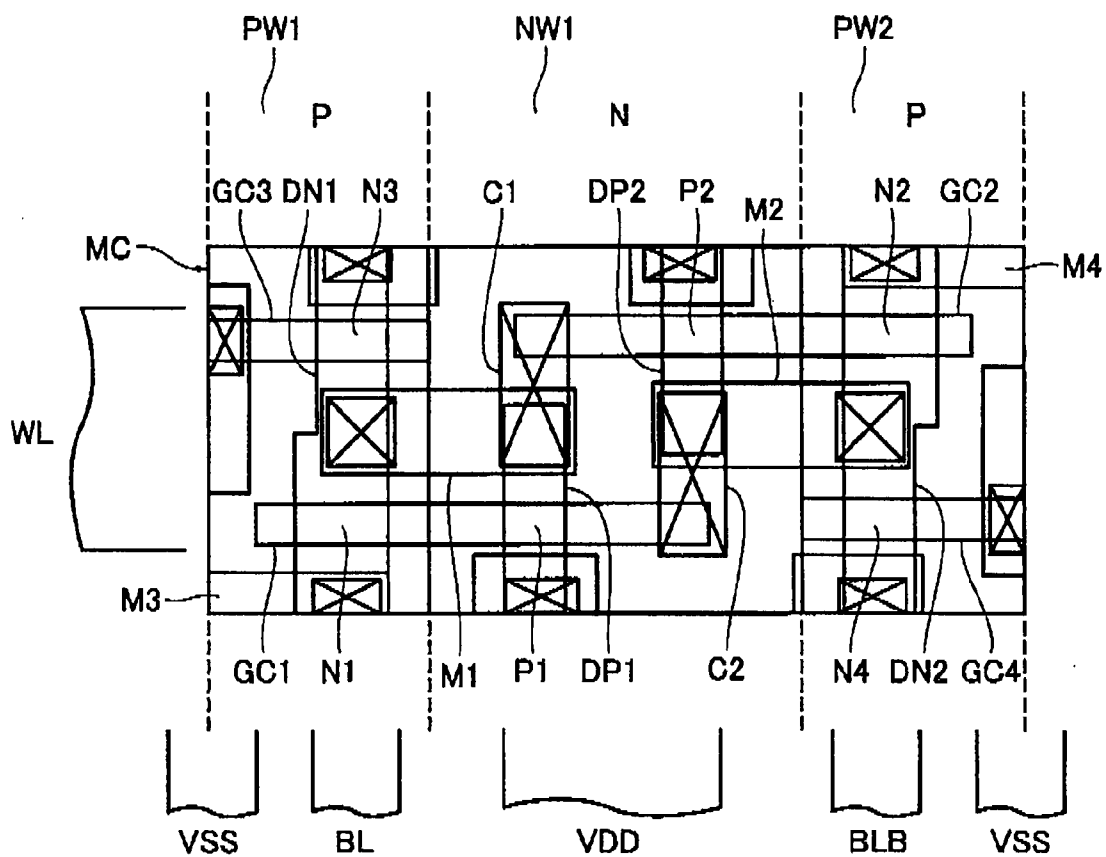 PW1 NW1 PW2
P N P
GC3 DN1 N3 C1 DP2 P2 M2 N2 GC2
MC M4
WL
M3
GC1 N1 M1 P1 DP1 C2 N4 DN2 GC4
VSS BL VDD BLB VSS